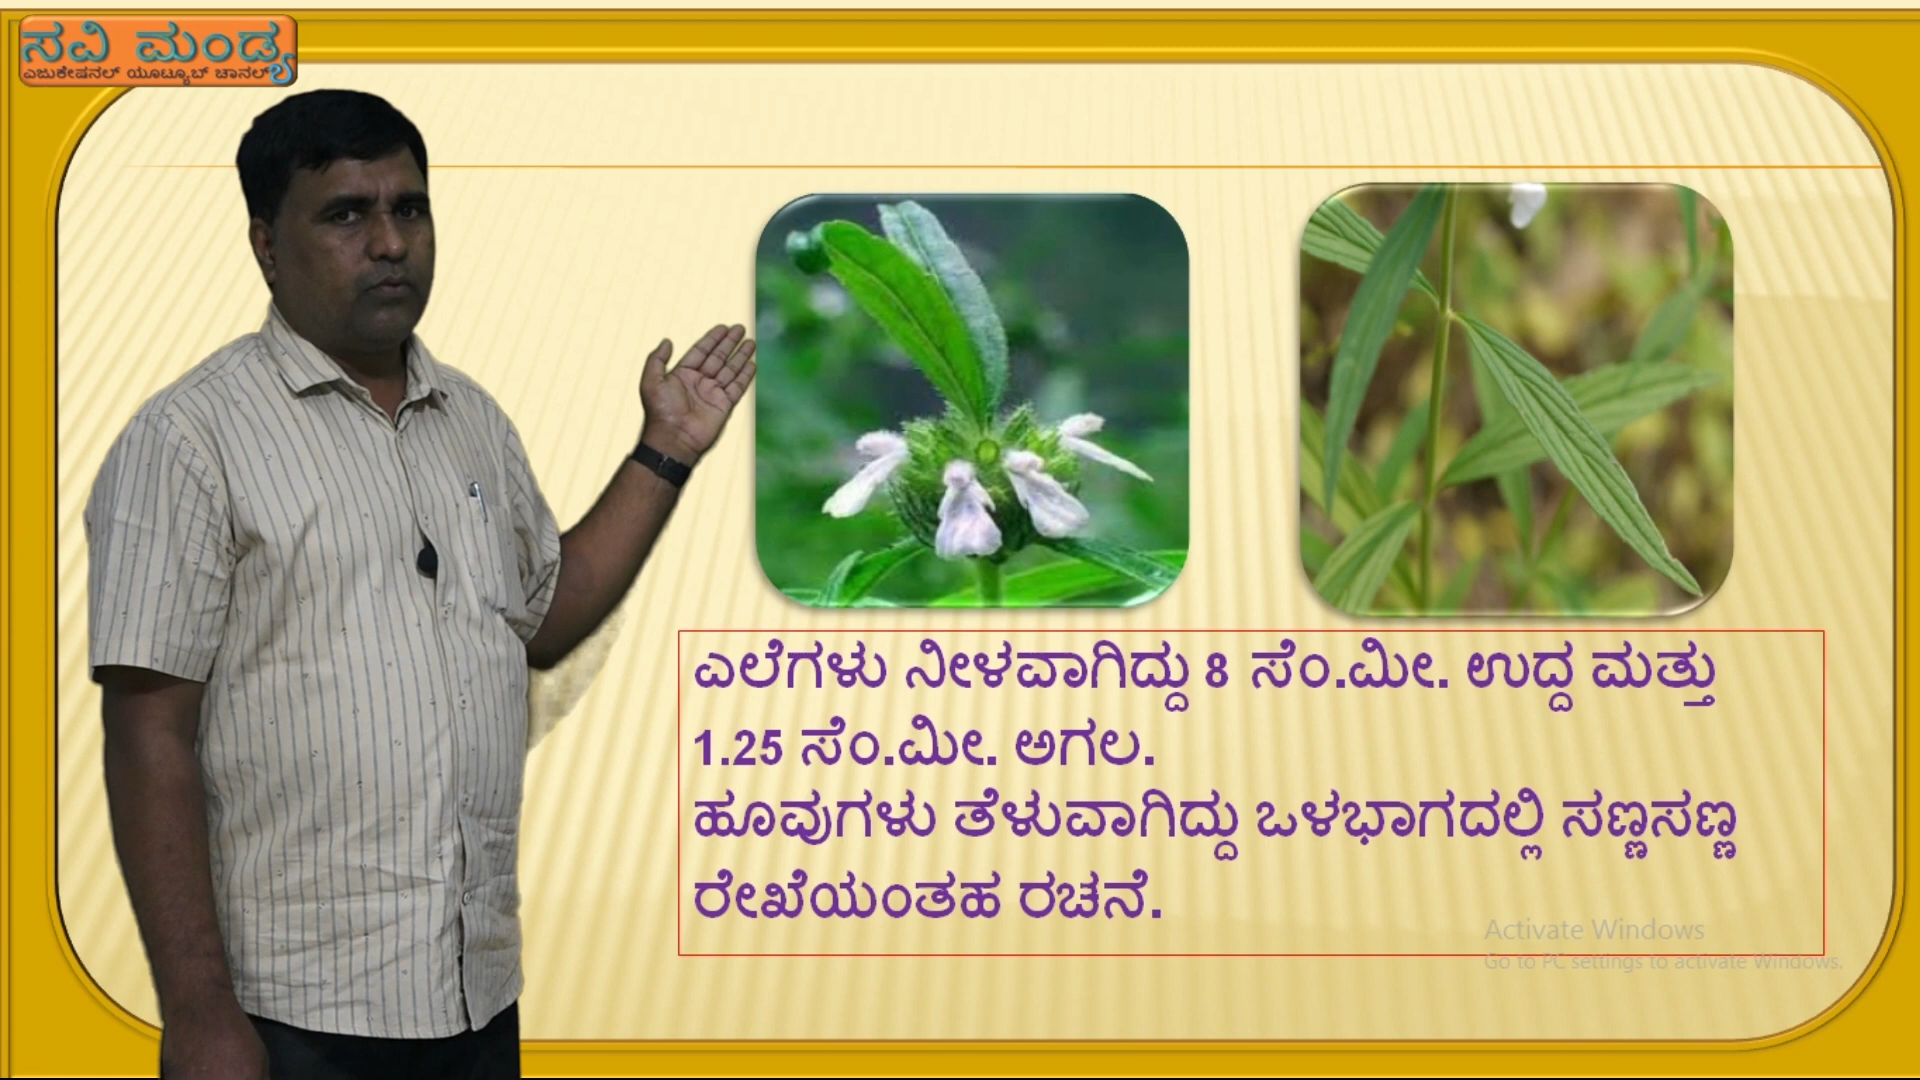 ಸವಿ ಮಂಡ್ಯ
ಎಜುಕೇಷನಲ್ ಯೂಟ್ಯೂಬ್ ಚಾನಲ್
ಎಲೆಗಳು ನೀಳವಾಗಿದ್ದು 8 ಸೆಂ.ಮೀ. ಉದ್ದ ಮತ್ತು
1.25 ಸೆಂ.ಮೀ. ಅಗಲ.
ಹೂವುಗಳು ತೆಳುವಾಗಿದ್ದು ಒಳಭಾಗದಲ್ಲಿ ಸಣ್ಣಸಣ್ಣ
ರೇಖೆಯಂತಹ ರಚನೆ.
Activate Windows
Go to PC settings to activate Windows.